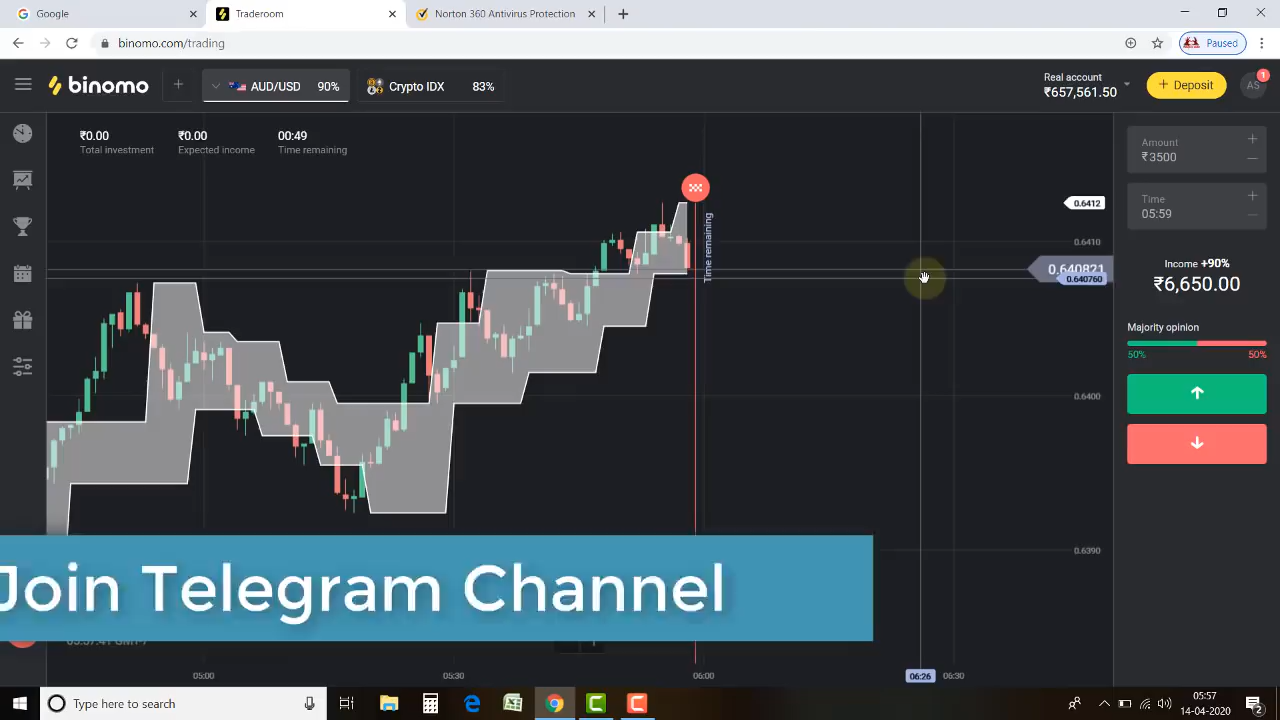 Google
Traderoom
Norton 360 Antivirus Protection
binomo.com/trading
Paused
binomo
AUD/USD 90%
Crypto IDX 83%
Real account
₹657,561.50
Deposit
AS
1
₹0.00
Total investment
₹0.00
Expected income
00:49
Time remaining
Time remaining
0.6412
0.6410
0.640821
0.640760
0.6400
0.6390
Amount
₹3500
Time
05:59
Income +90%
₹6,650.00
Majority opinion
50%
50%
Join Telegram Channel
05:00
05:30
06:00
06:26
06:30
Type here to search
05:57
14-04-2020
2